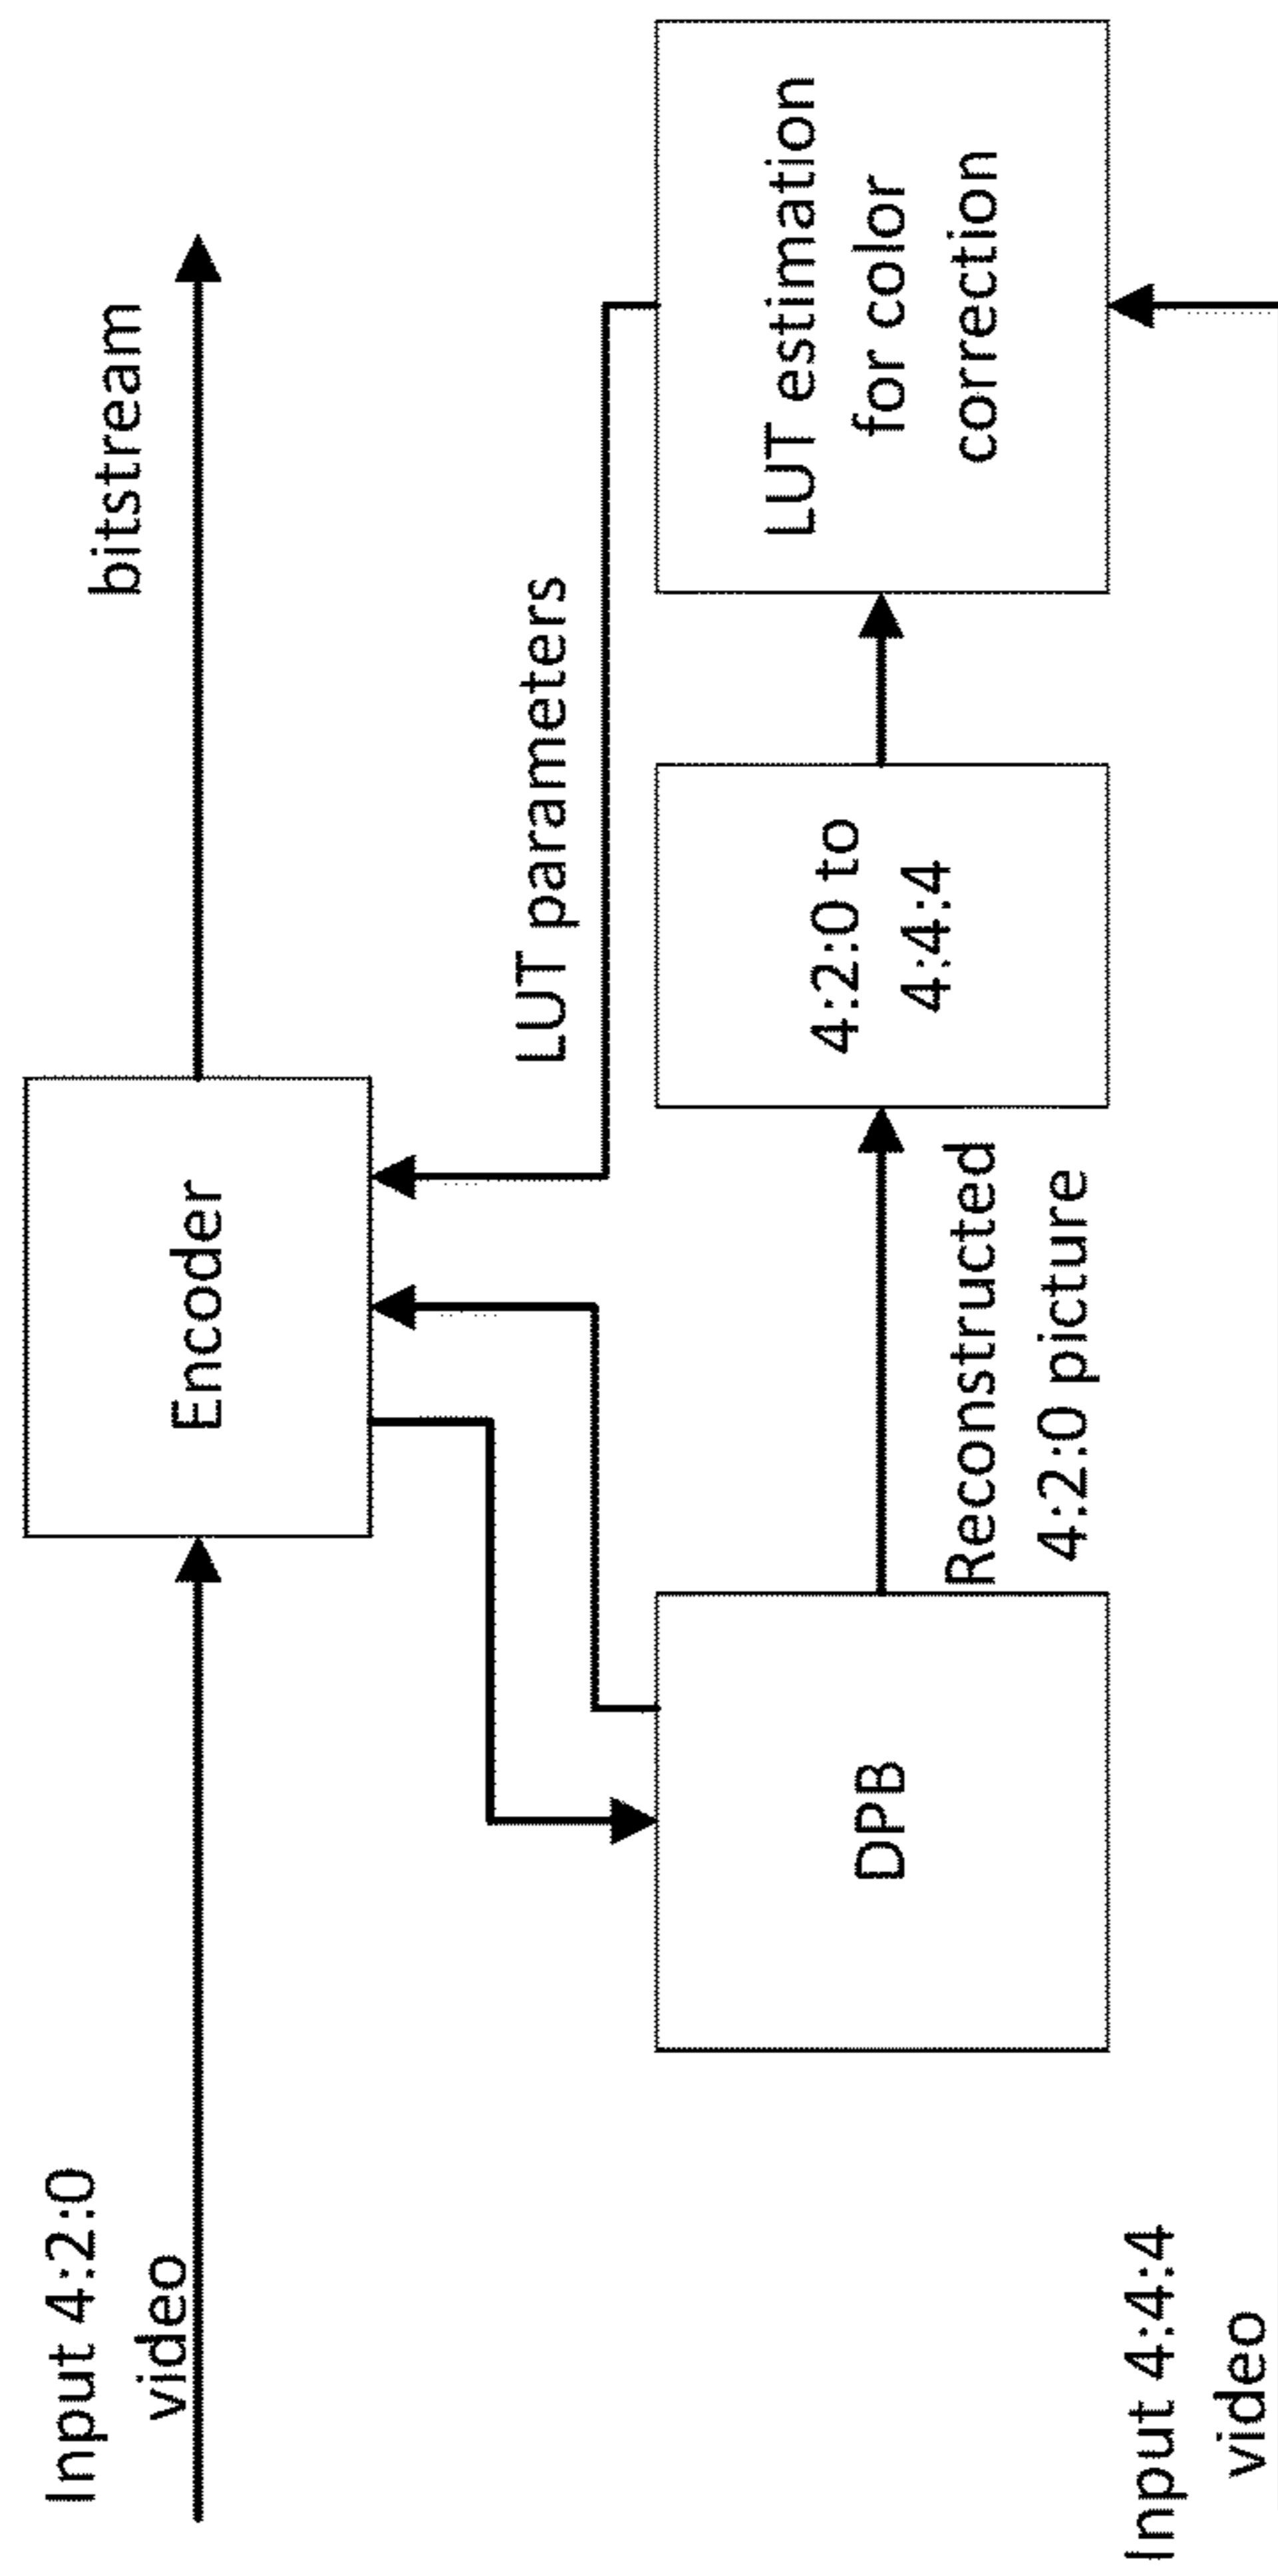 Input 4:2:0
video
Encoder
bitstream
LUT parameters
DPB
Reconstructed
4:2:0 picture
4:2:0 to
4:4:4
LUT estimation
for color
correction
Input 4:4:4
video